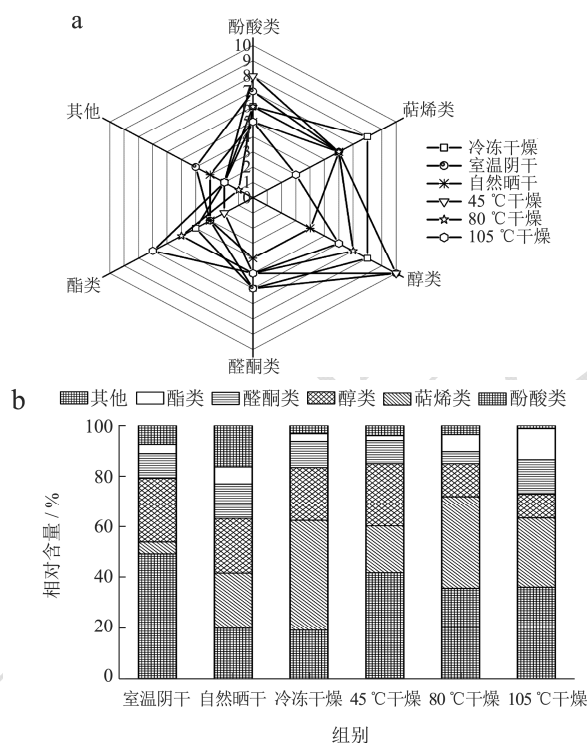 a
酚酸类
10
9
8
7
2
0
其他
萜烯类
酯类
醇类
醛酮类
冷冻干燥
室温阴干
自然晒干
45 ℃干燥
80 ℃干燥
105 ℃干燥
b
其他 酯类 醛酮类 醇类 萜烯类 酚酸类
100
80
60
40
20
0
相对含量 / %
室温阴干 自然晒干 冷冻干燥 45 ℃干燥 80 ℃干燥 105 ℃干燥
组别